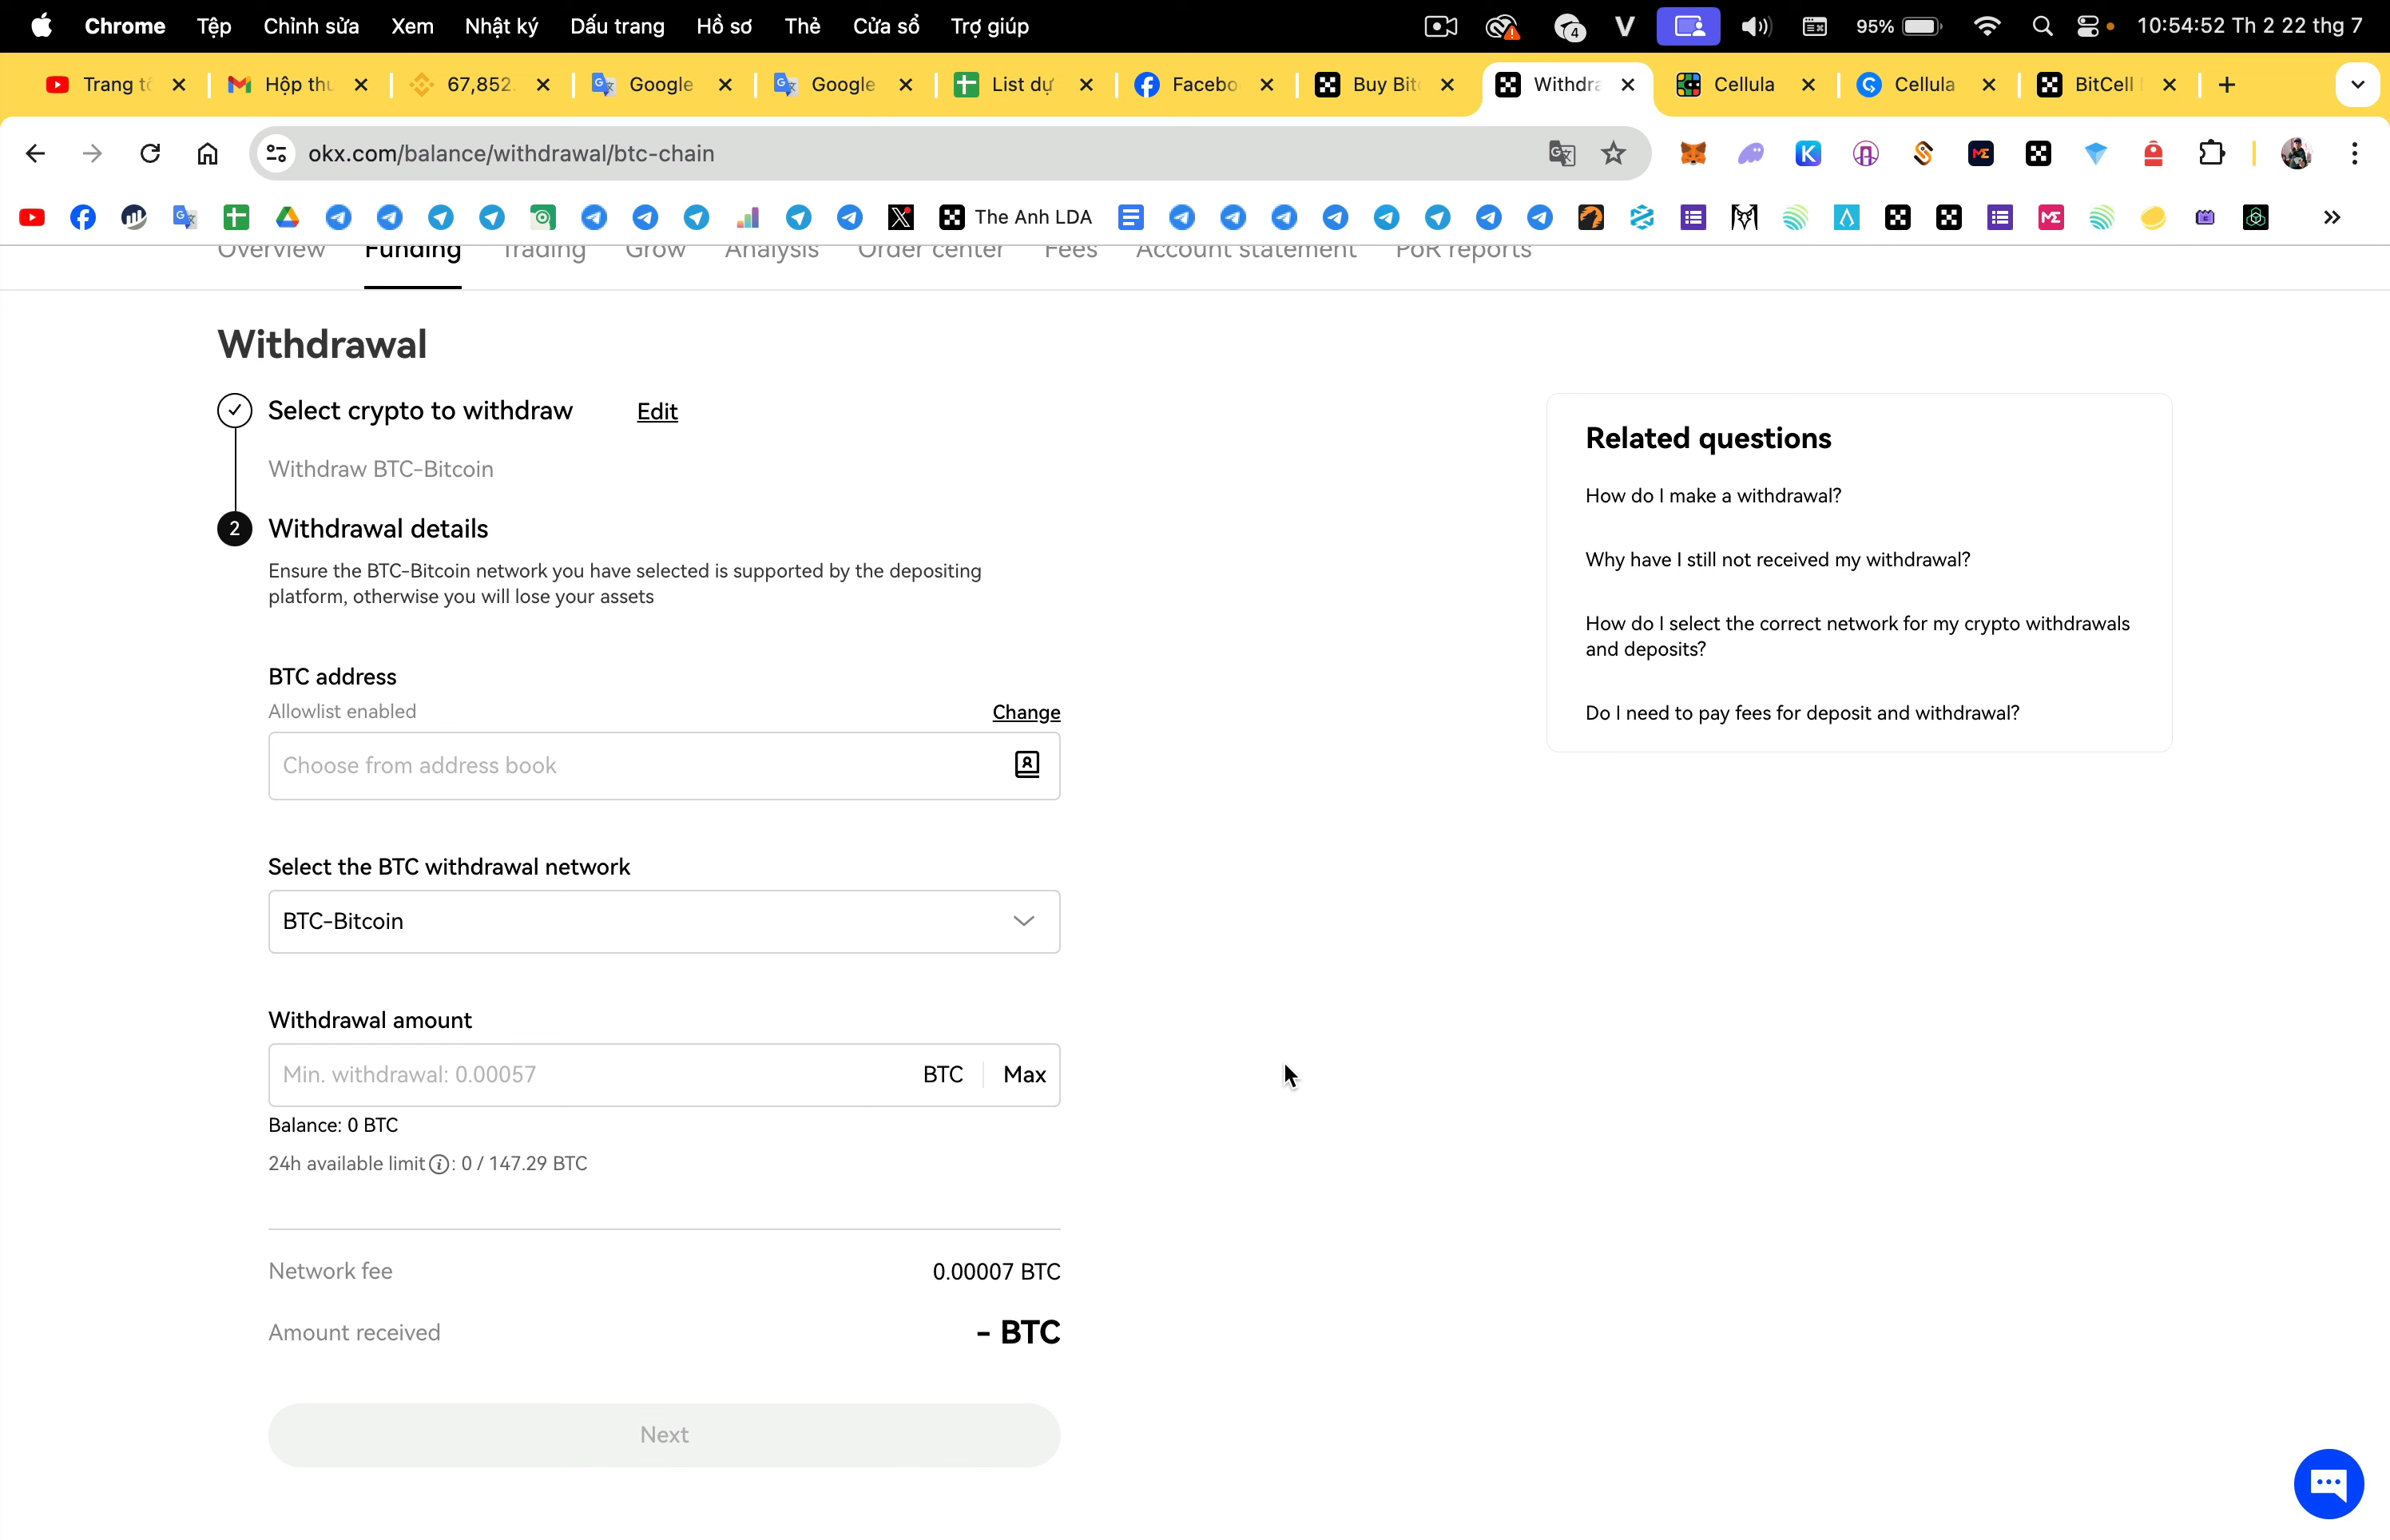 Chrome Tệp Chỉnh sửa Xem Nhật ký Dấu trang Hồ sơ Thẻ Cửa sổ Trợ giúp 4 V 95% 10:54:52 Th 2 22 thg 7
Trang tổ Hộp thư 67,852. Google Google List dự Facebo Buy Bit Withdra Cellula Cellula BitCell
okx.com/balance/withdrawal/btc-chain
The Anh LDA
Overview Funding Trading Grow Analysis Order center Fees Account statement PoR reports
Withdrawal
Select crypto to withdraw Edit
Withdraw BTC-Bitcoin
2 Withdrawal details
Ensure the BTC-Bitcoin network you have selected is supported by the depositing
platform, otherwise you will lose your assets
BTC address
Allowlist enabled Change
Choose from address book
Select the BTC withdrawal network
BTC-Bitcoin
Withdrawal amount
Min. withdrawal: 0.00057 BTC Max
Balance: 0 BTC
24h available limit : 0 / 147.29 BTC
Network fee 0.00007 BTC
Amount received - BTC
Next
Related questions
How do I make a withdrawal?
Why have I still not received my withdrawal?
How do I select the correct network for my crypto withdrawals
and deposits?
Do I need to pay fees for deposit and withdrawal?